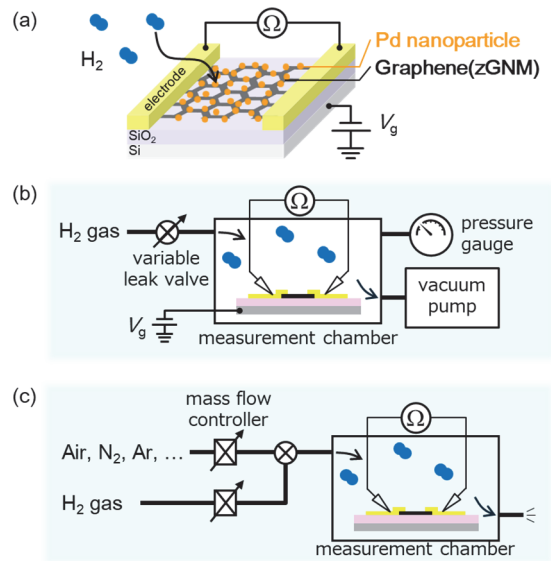 (a)
Ω
H₂
Pd nanoparticle
Graphene(zGNM)
electrode
Vg
SiO₂
Si
(b)
Ω
H₂ gas
variable
leak valve
pressure
gauge
vacuum
pump
Vg
measurement chamber
(c)
mass flow
controller
Ω
Air, N₂, Ar, ...
H₂ gas
measurement chamber